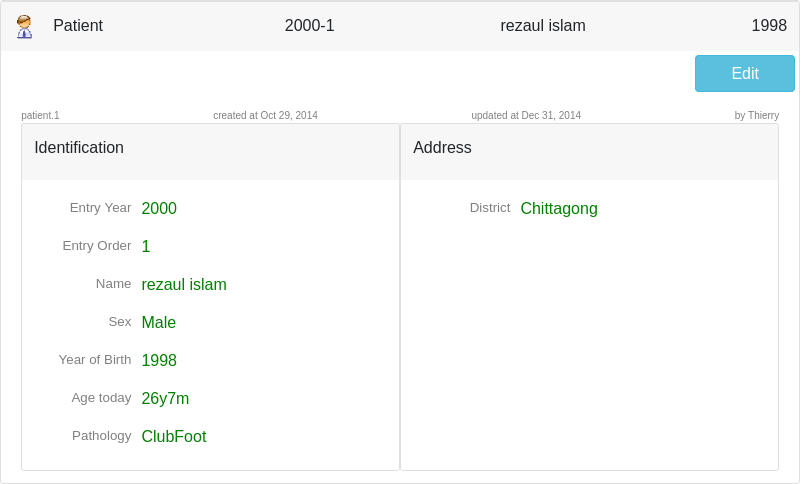 Patient 2000-1 rezaul islam 1998
Edit
patient.1 created at Oct 29, 2014 updated at Dec 31, 2014 by Thierry
Identification
Entry Year 2000
Entry Order 1
Name rezaul islam
Sex Male
Year of Birth 1998
Age today 26y7m
Pathology ClubFoot
Address
District Chittagong